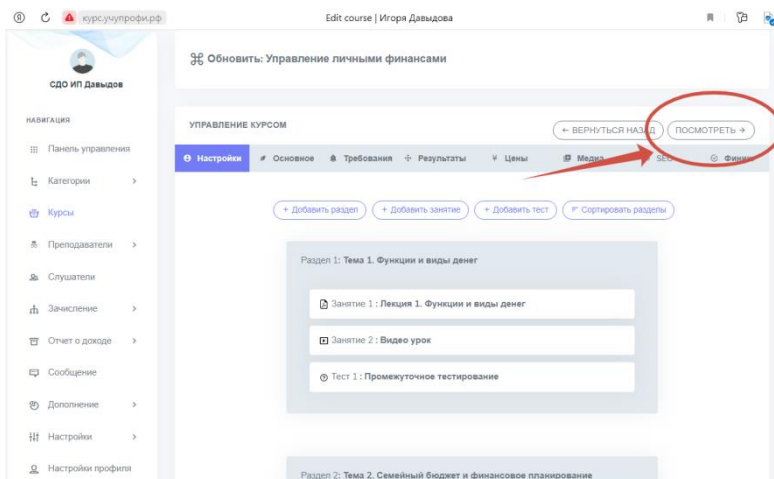 курс.учупрофи.рф
Edit course | Игоря Давыдова
СДО ИП Давыдов
НАВИГАЦИЯ
Панель управления
Категории
Курсы
Преподаватели
Слушатели
Зачисление
Отчет о доходе
Сообщение
Дополнение
Настройки
Настройки профиля
Обновить: Управление личными финансами
УПРАВЛЕНИЕ КУРСОМ
← ВЕРНУТЬСЯ НАЗАД
ПОСМОТРЕТЬ →
Настройки Основное Требования Результаты Цены Медиа SEO Финиш
+ Добавить раздел + Добавить занятие + Добавить тест Сортировать разделы
Раздел 1: Тема 1. Функции и виды денег
Занятие 1 : Лекция 1. Функции и виды денег
Занятие 2 : Видео урок
Тест 1 : Промежуточное тестирование
Раздел 2: Тема 2. Семейный бюджет и финансовое планирование